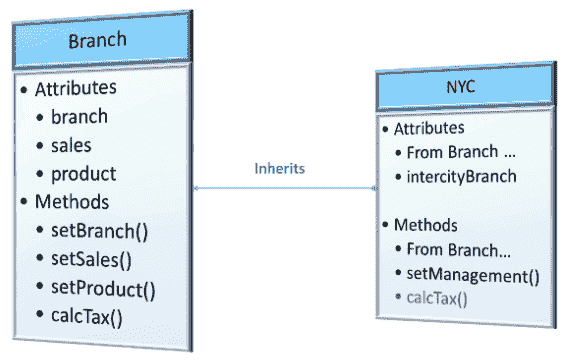 Branch
• Attributes
• branch
• sales
• product
• Methods
• setBranch()
• setSales()
• setProduct()
• calcTax()
Inherits
NYC
• Attributes
• From Branch ...
• intercityBranch
• Methods
• From Branch...
• setManagement()
• calcTax()